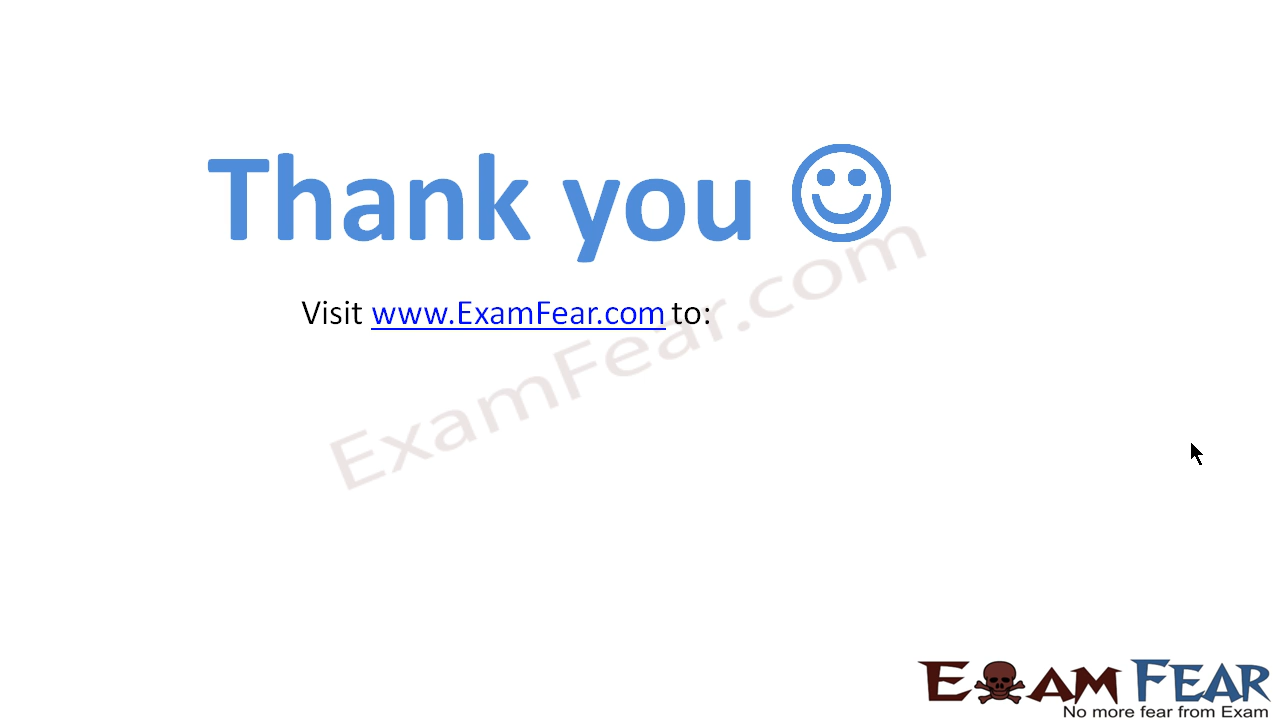 Thank you ☺
Visit www.ExamFear.com to:
ExamFear.com
EXAM FEAR
No more fear from Exam